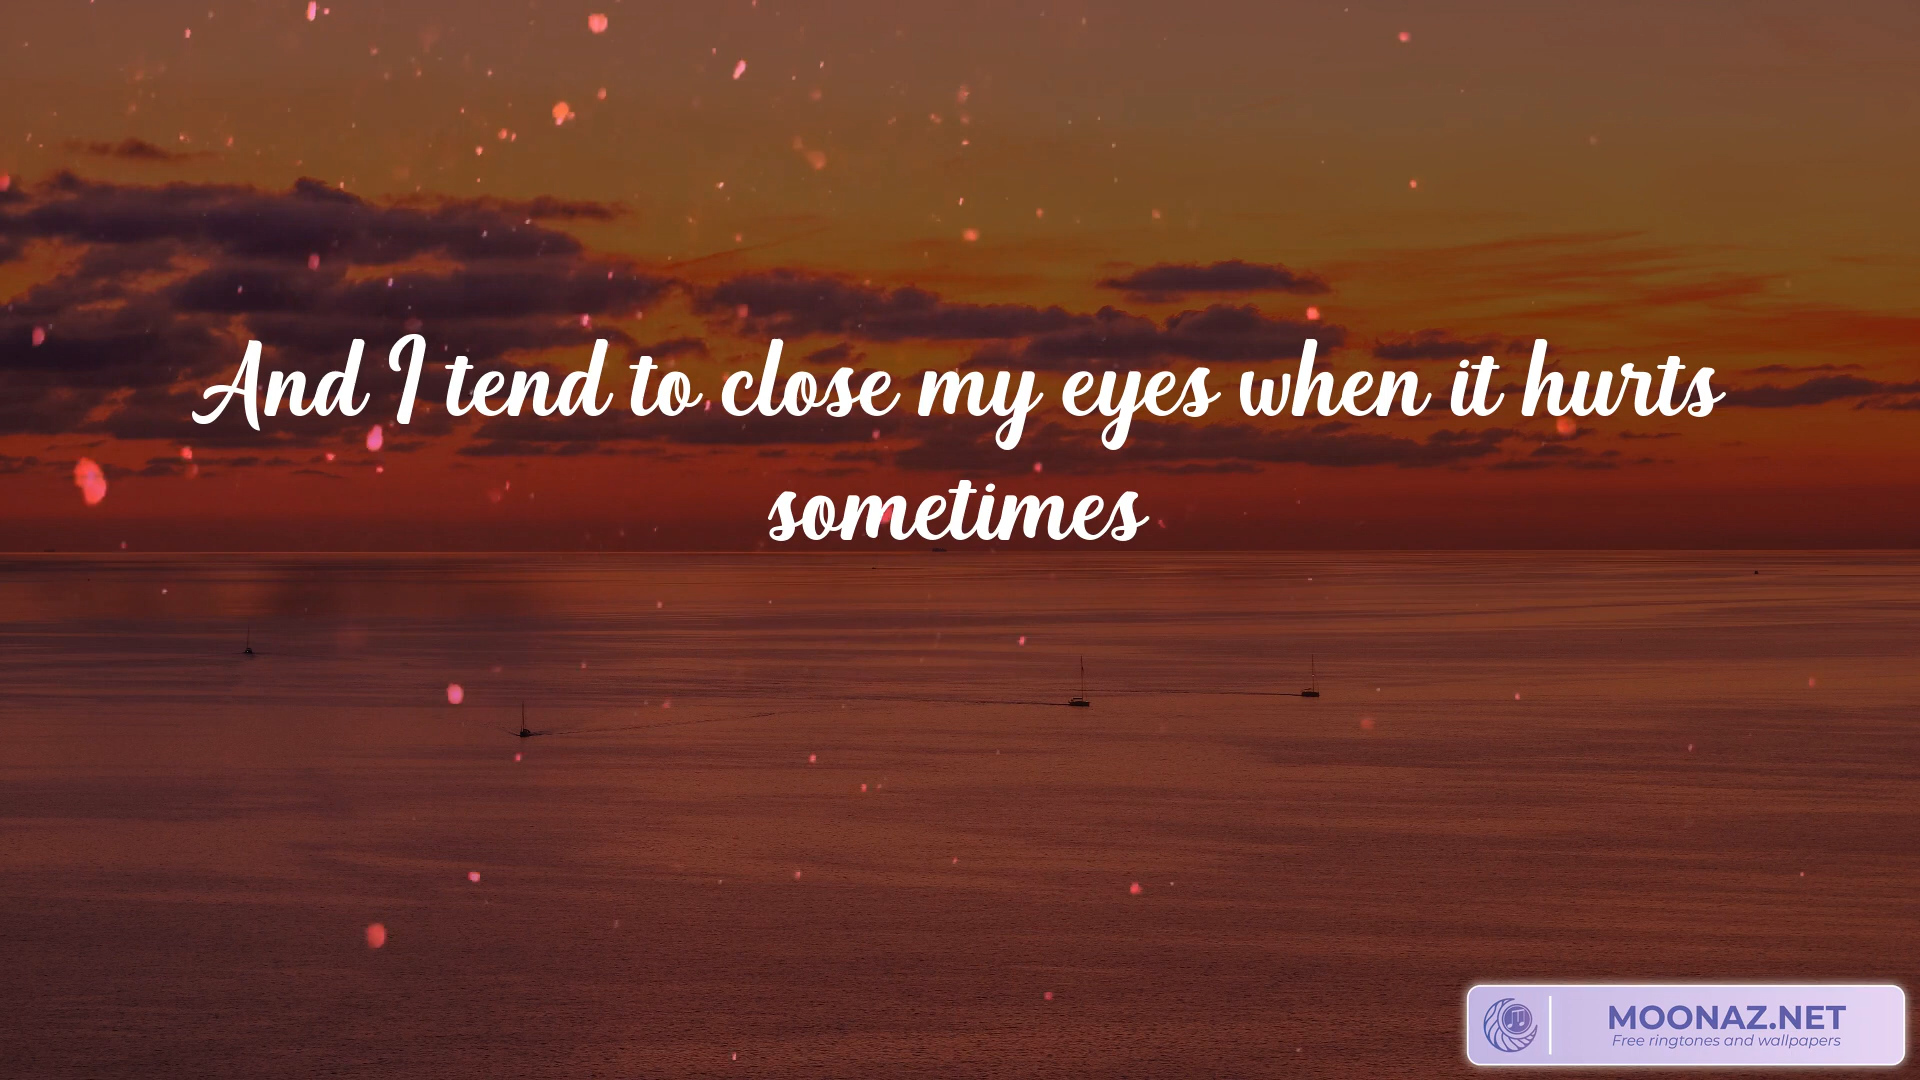 And I tend to close my eyes when it hurts
sometimes
MOONAZ.NET
Free ringtones and wallpapers